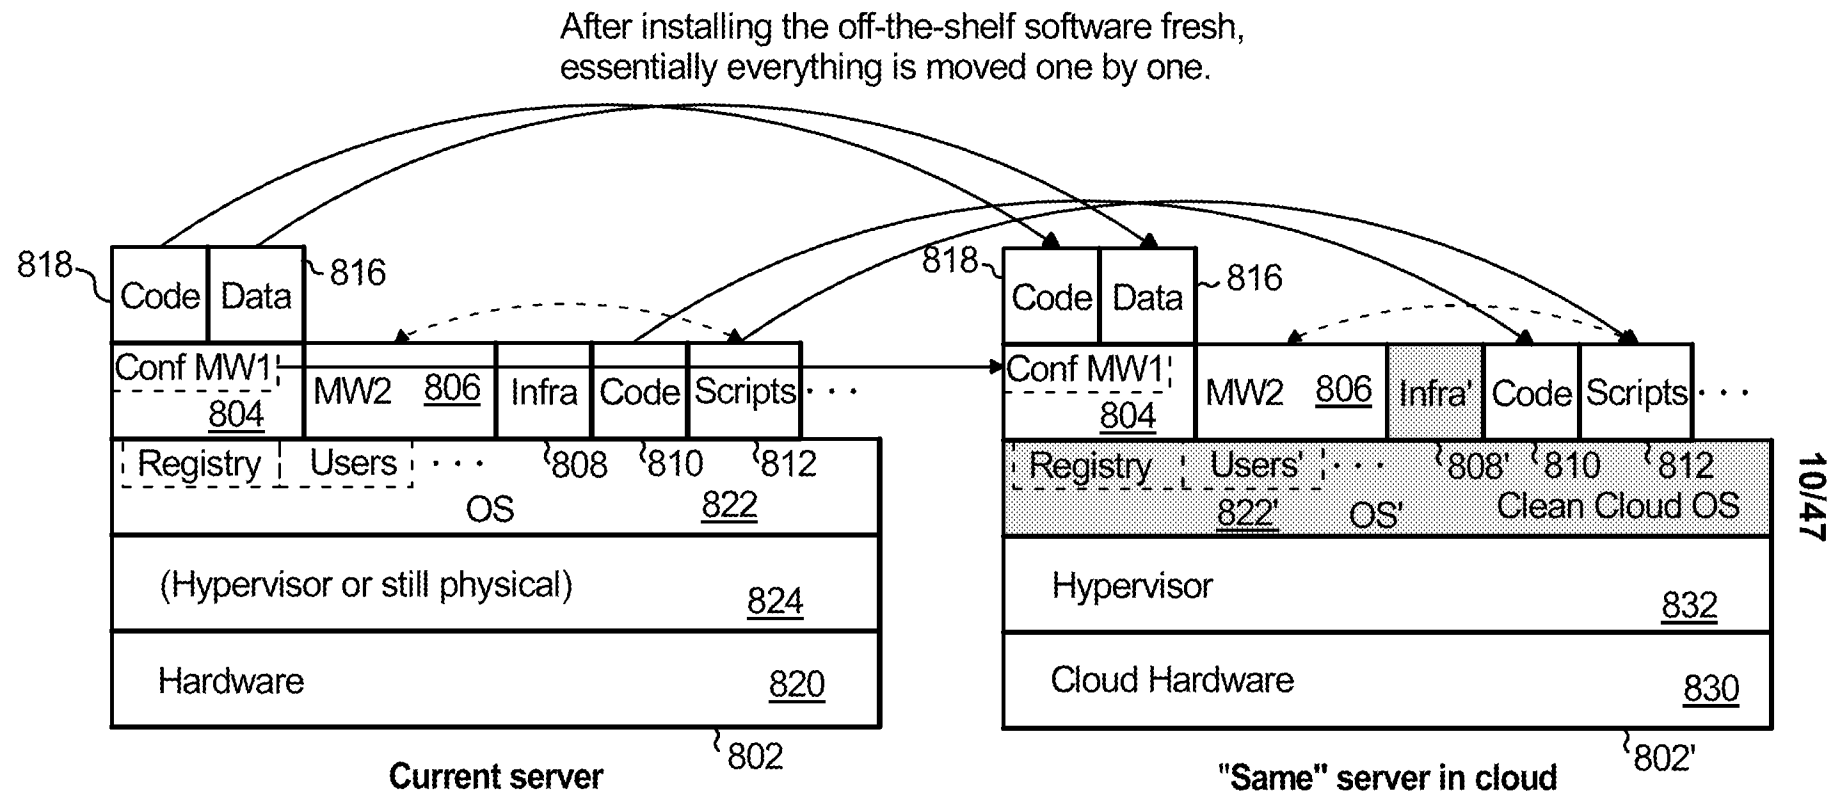 After installing the off-the-shelf software fresh,
essentially everything is moved one by one.
818 Code Data 816
Conf MW1 804 MW2 806 Infra Code Scripts . . .
Registry Users . . . 808 810 812
OS 822
(Hypervisor or still physical) 824
Hardware 820
802
Current server
818 Code Data 816
Conf MW1 804 MW2 806 Infra' Code Scripts . . .
Registry Users' . . . 808' 810 812
822' OS' Clean Cloud OS
Hypervisor 832
Cloud Hardware 830
802'
"Same" server in cloud
10/47